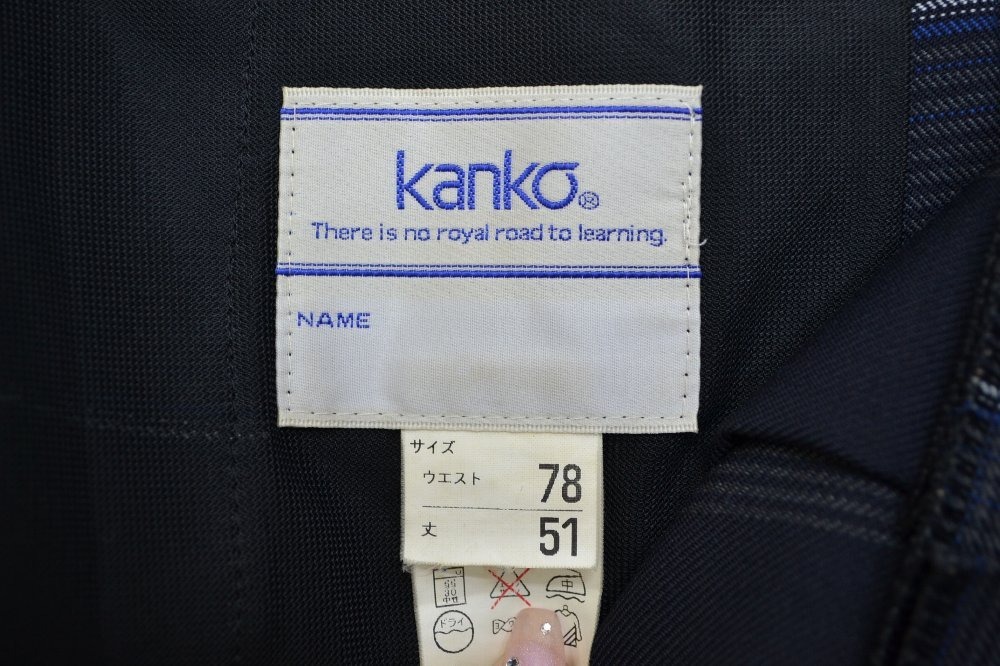 kanko®
There is no royal road to learning.
NAME
サイズ
ウエスト 78
丈 51
中
ドライ